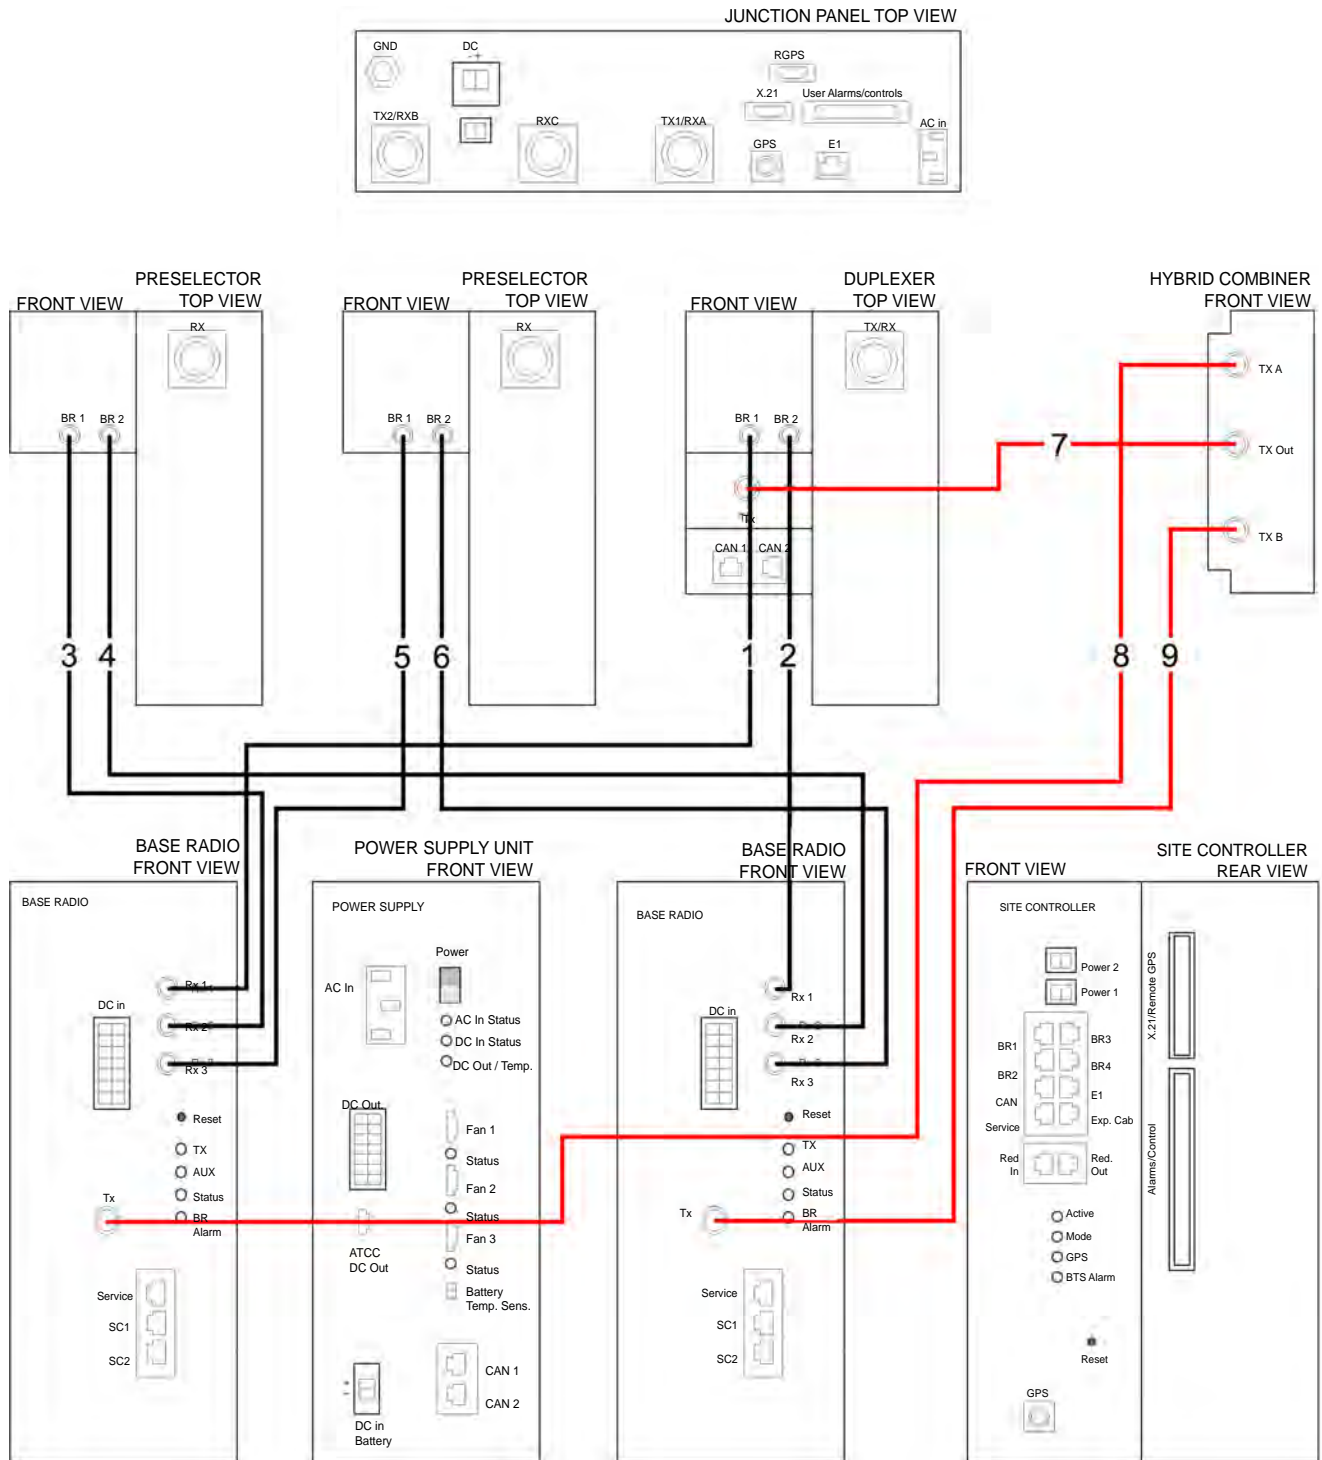 JUNCTION PANEL TOP VIEW
GND
DC
- +
RGPS
X.21
User Alarms/controls
TX2/RXB
RXC
TX1/RXA
AC in
GPS
E1
PRESELECTOR
TOP VIEW
FRONT VIEW
RX
BR 1
BR 2
PRESELECTOR
TOP VIEW
FRONT VIEW
RX
BR 1
BR 2
DUPLEXER
TOP VIEW
FRONT VIEW
TX/RX
BR 1
BR 2
Tx
CAN 1
CAN 2
HYBRID COMBINER
FRONT VIEW
TX A
TX Out
TX B
7
3
4
5
6
1
2
8
9
BASE RADIO
FRONT VIEW
BASE RADIO
Rx 1
DC in
Rx 2
Rx 3
Reset
TX
AUX
Status
Tx
BR
Alarm
Service
SC1
SC2
POWER SUPPLY UNIT
FRONT VIEW
POWER SUPPLY
Power
AC In
AC In Status
DC In Status
DC Out / Temp.
DC Out
Fan 1
Status
Fan 2
Status
Fan 3
ATCC
DC Out
Status
Battery
Temp. Sens.
CAN 1
CAN 2
DC in
Battery
BASE RADIO
FRONT VIEW
BASE RADIO
Rx 1
DC in
Rx 2
Rx 3
Reset
TX
AUX
Status
Tx
BR
Alarm
Service
SC1
SC2
SITE CONTROLLER
REAR VIEW
FRONT VIEW
SITE CONTROLLER
Power 2
Power 1
BR1
BR3
BR2
BR4
CAN
E1
Service
Exp. Cab
Red
In
Red.
Out
Active
Mode
GPS
BTS Alarm
Reset
GPS
X.21/Remote GPS
Alarms/Control